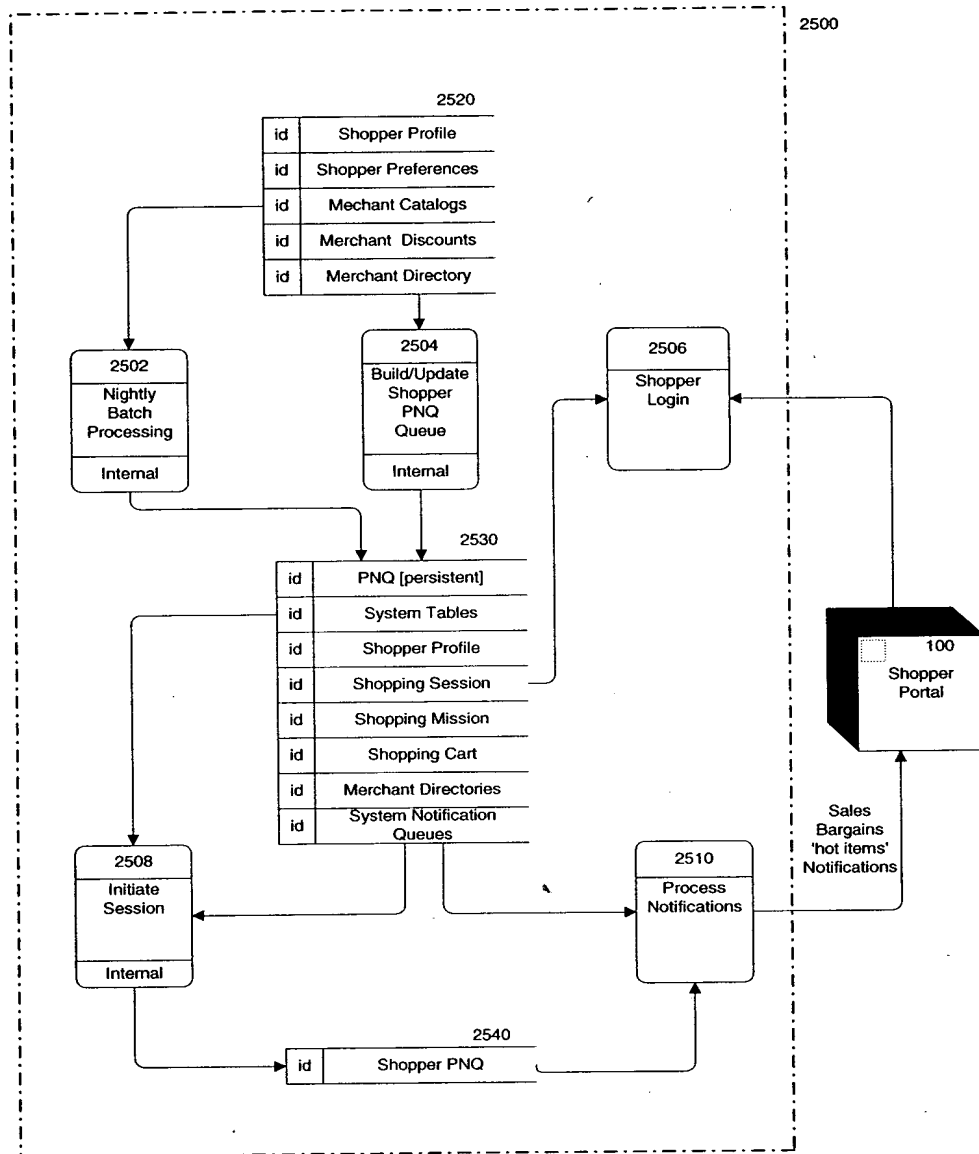 2500
2520
id Shopper Profile
id Shopper Preferences
id Mechant Catalogs
id Merchant Discounts
id Merchant Directory
2502
Nightly
Batch
Processing
Internal
2504
Build/Update
Shopper
PNQ
Queue
Internal
2506
Shopper
Login
2530
id PNQ [persistent]
id System Tables
id Shopper Profile
id Shopping Session
id Shopping Mission
id Shopping Cart
id Merchant Directories
id System Notification
Queues
100
Shopper
Portal
Sales
Bargains
'hot items'
Notifications
2508
Initiate
Session
Internal
2510
Process
Notifications
2540
id Shopper PNQ